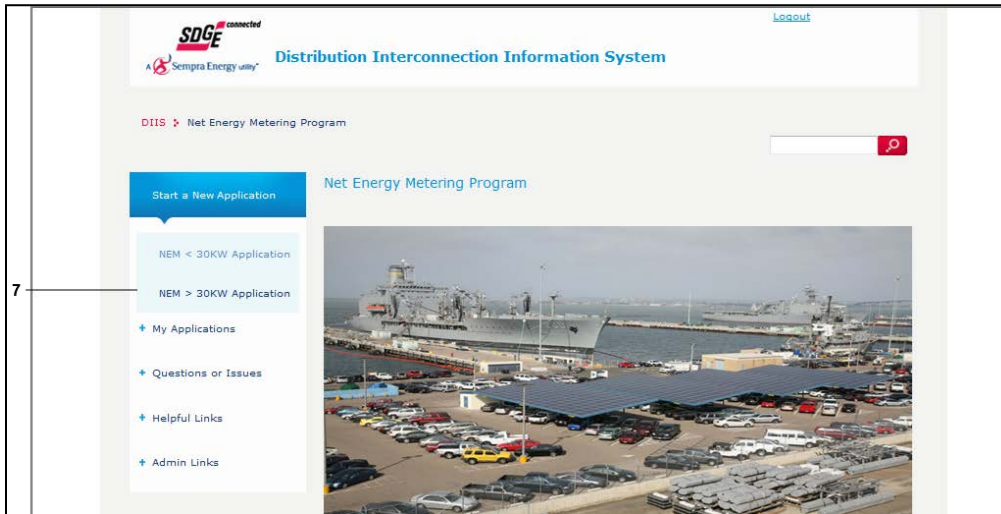 Logout
SDGE connected
A Sempra Energy utility®
Distribution Interconnection Information System
DIIS Net Energy Metering Program
Start a New Application
Net Energy Metering Program
NEM < 30KW Application
7
NEM > 30KW Application
+ My Applications
+ Questions or Issues
+ Helpful Links
+ Admin Links